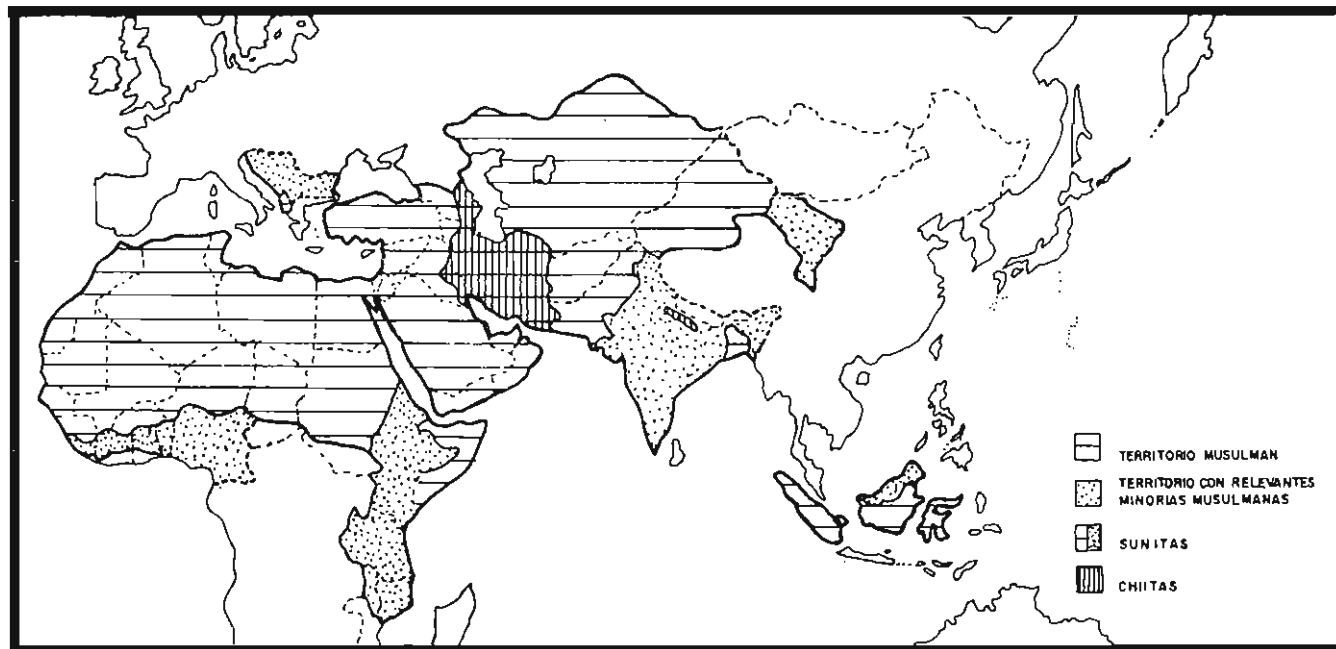 TERRITORIO MUSULMAN
TERRITORIO CON RELEVANTES
MINORIAS MUSULMANAS
SUNITAS
CHIITAS